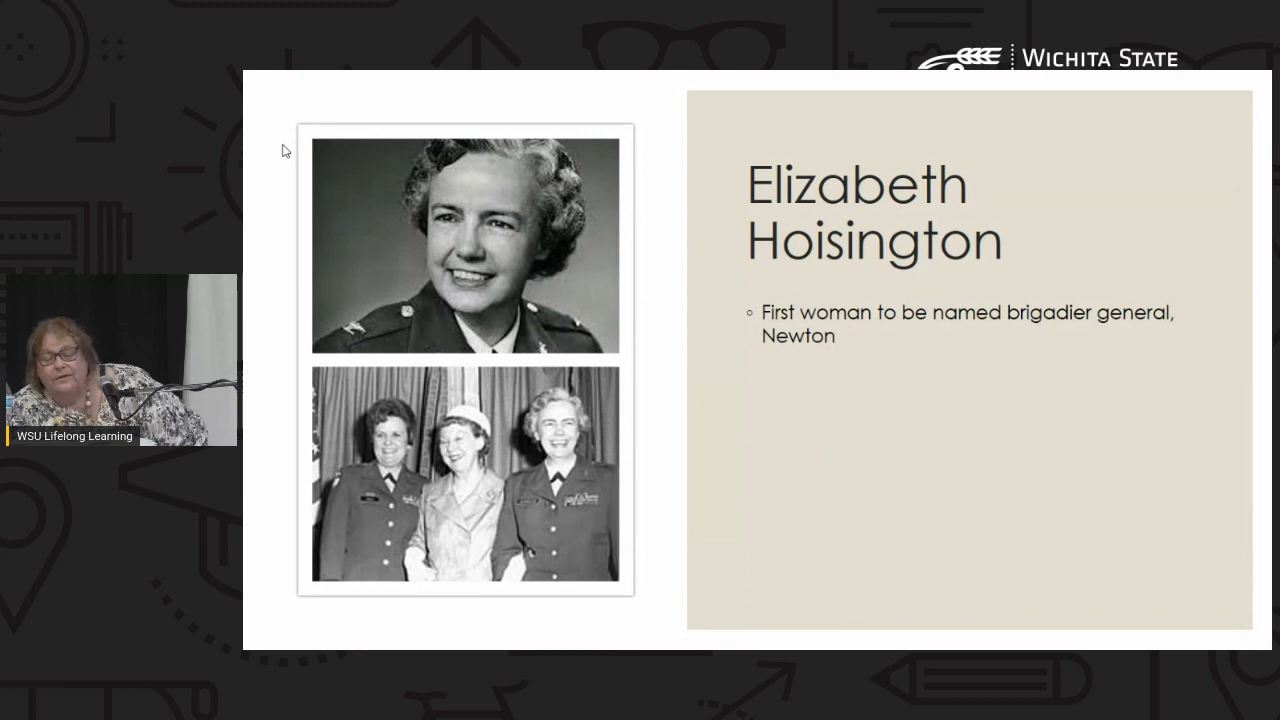 WICHITA STATE
Elizabeth
Hoisington
◦ First woman to be named brigadier general,
Newton
WSU Lifelong Learning